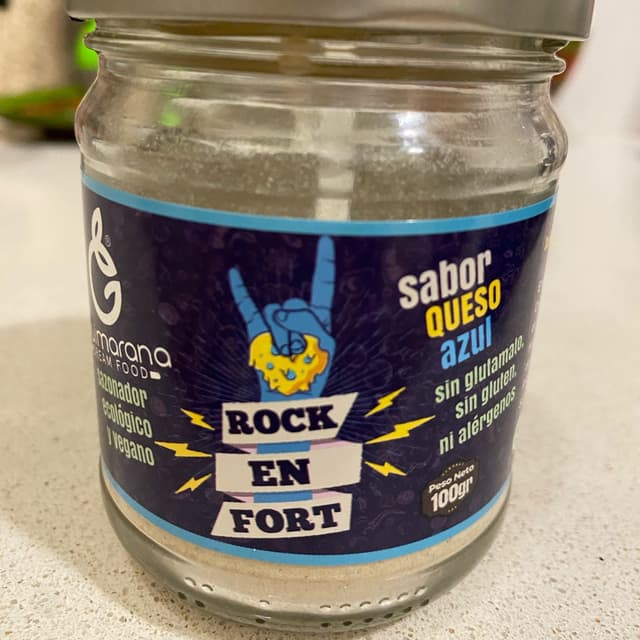 ®
marana
DREAM FOOD
sazonador
ecológico
y vegano
ROCK
EN
FORT
sabor
QUESO
azul
sin glutamato,
sin gluten,
ni alérgenos
Peso Neto
100gr